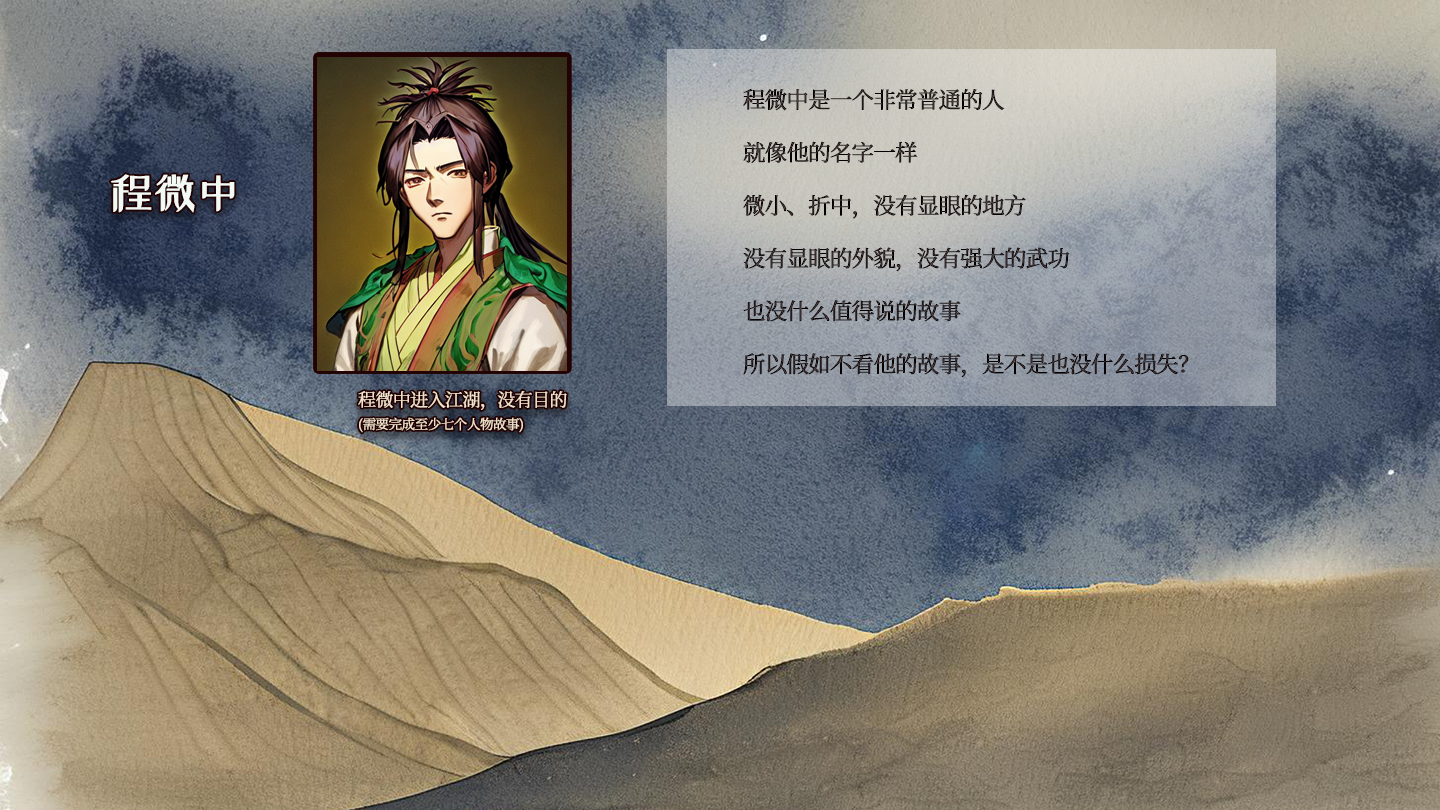 程微中
程微中进入江湖，没有目的
(需要完成至少七个人物故事)
程微中是一个非常普通的人
就像他的名字一样
微小、折中，没有显眼的地方
没有显眼的外貌，没有强大的武功
也没什么值得说的故事
所以假如不看他的故事，是不是也没什么损失?